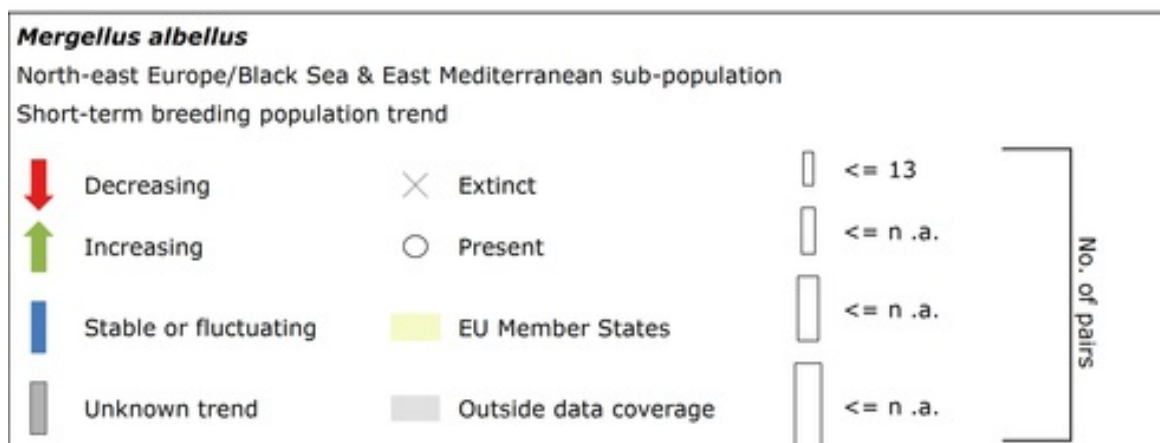 Mergellus albellus
North-east Europe/Black Sea & East Mediterranean sub-population
Short-term breeding population trend
Decreasing
Increasing
Stable or fluctuating
Unknown trend
Extinct
Present
EU Member States
Outside data coverage
<= 13
<= n .a.
<= n .a.
<= n .a.
No. of pairs